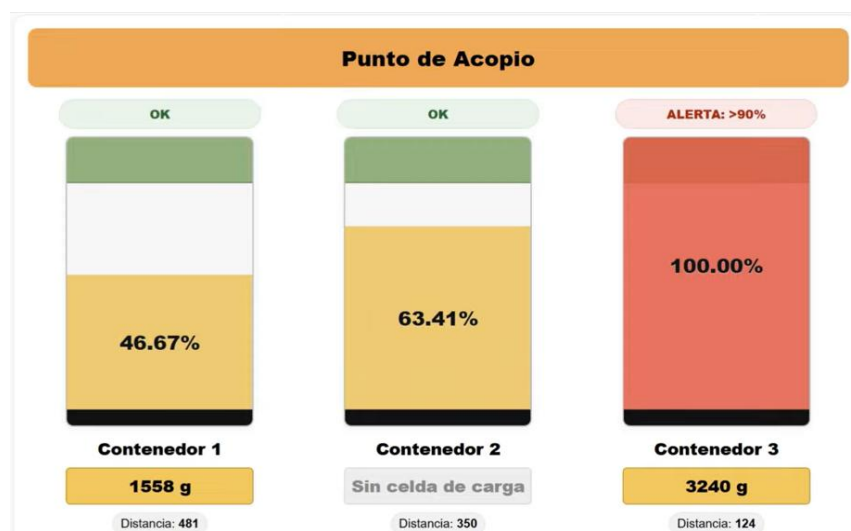 Punto de Acopio
OK
OK
ALERTA: >90%
46.67%
63.41%
100.00%
Contenedor 1
Contenedor 2
Contenedor 3
1558 g
Sin celda de carga
3240 g
Distancia: 481
Distancia: 350
Distancia: 124